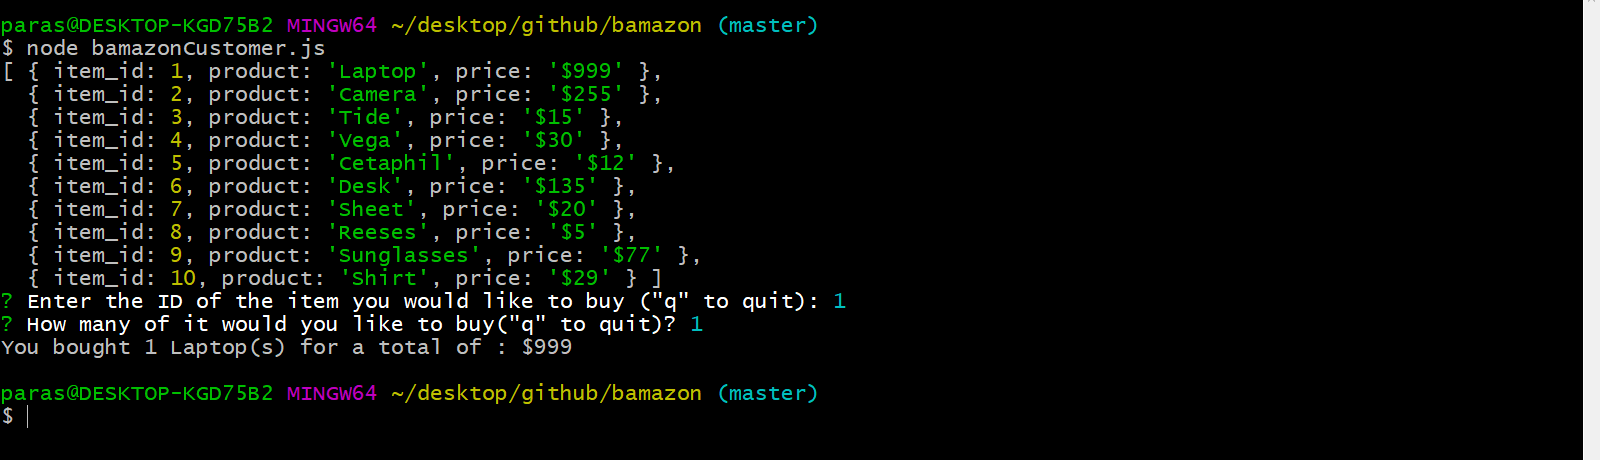 paras@DESKTOP-KGD75B2 MINGW64 ~/desktop/github/bamazon (master)
$ node bamazonCustomer.js
[ { item_id: 1, product: 'Laptop', price: '$999' },
  { item_id: 2, product: 'Camera', price: '$255' },
  { item_id: 3, product: 'Tide', price: '$15' },
  { item_id: 4, product: 'Vega', price: '$30' },
  { item_id: 5, product: 'Cetaphil', price: '$12' },
  { item_id: 6, product: 'Desk', price: '$135' },
  { item_id: 7, product: 'Sheet', price: '$20' },
  { item_id: 8, product: 'Reeses', price: '$5' },
  { item_id: 9, product: 'Sunglasses', price: '$77' },
  { item_id: 10, product: 'Shirt', price: '$29' } ]
? Enter the ID of the item you would like to buy ("q" to quit): 1
? How many of it would you like to buy("q" to quit)? 1
You bought 1 Laptop(s) for a total of : $999
paras@DESKTOP-KGD75B2 MINGW64 ~/desktop/github/bamazon (master)
$